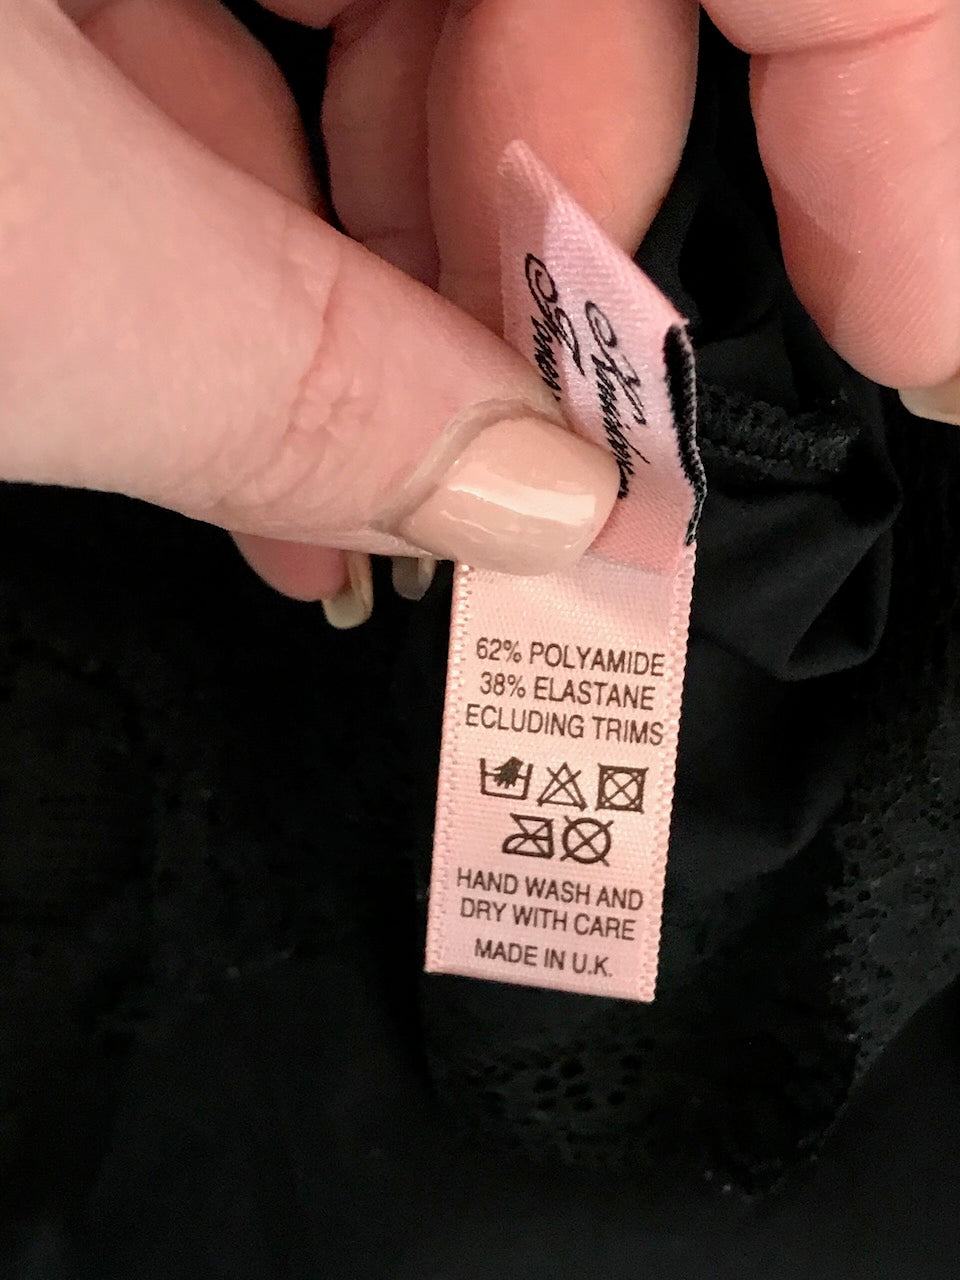 62% POLYAMIDE
38% ELASTANE
ECLUDING TRIMS
HAND WASH AND
DRY WITH CARE
MADE IN U.K.